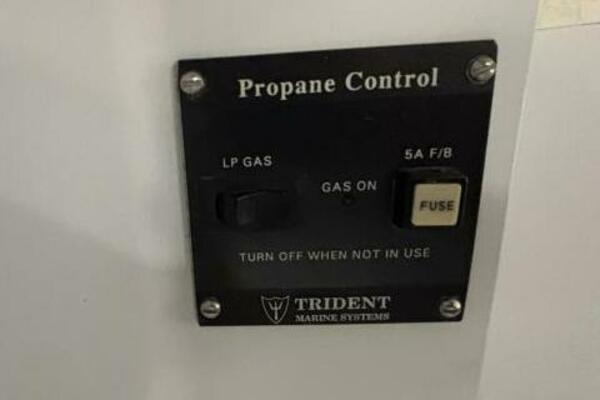 Propane Control
LP GAS
5A F/B
GAS ON
FUSE
TURN OFF WHEN NOT IN USE
TRIDENT
MARINE SYSTEMS